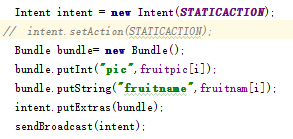 Intent intent = new Intent(STATICACTION);
//  intent.setAction(STATICACTION);
Bundle bundle= new Bundle();
bundle.putInt("pic",fruitpic[i]);
bundle.putString("fruitname",fruitnam[i]);
intent.putExtras(bundle);
sendBroadcast(intent);